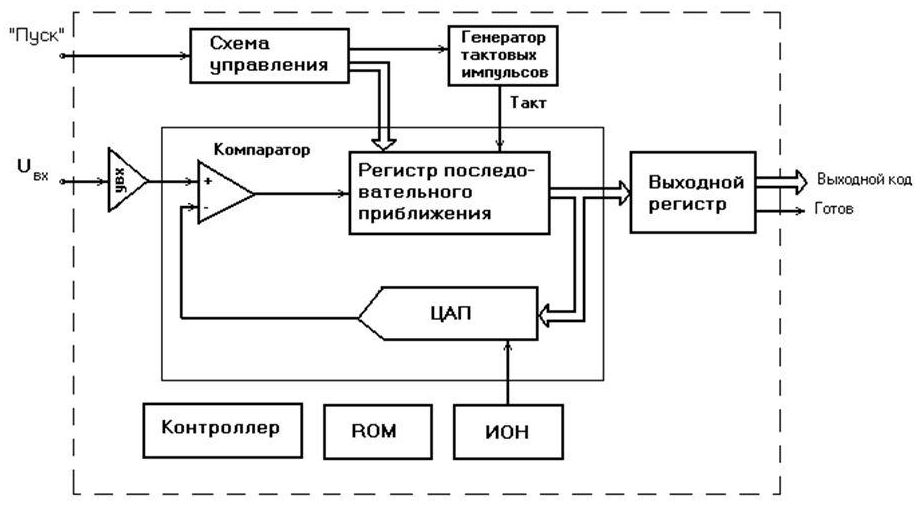 "Пуск"
Схема
управления
Генератор
тактовых
импульсов
Такт
U вх
УВХ
Компаратор
+
-
Регистр последо-
вательного
приближения
Выходной
регистр
Выходной код
Готов
ЦАП
Контроллер
ROM
ИОН